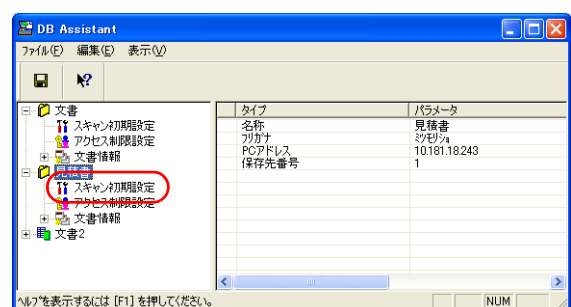 DB Assistant
ファイル(F) 編集(E) 表示(V)
文書
スキャン初期設定
アクセス制限設定
文書情報
見積書
スキャン初期設定
アクセス制限設定
文書情報
文書2
タイプ パラメータ
名称 見積書
フリガナ ミツモリショ
PCアドレス 10.181.18.243
保存先番号 1
ヘルプを表示するには [F1] を押してください。 NUM